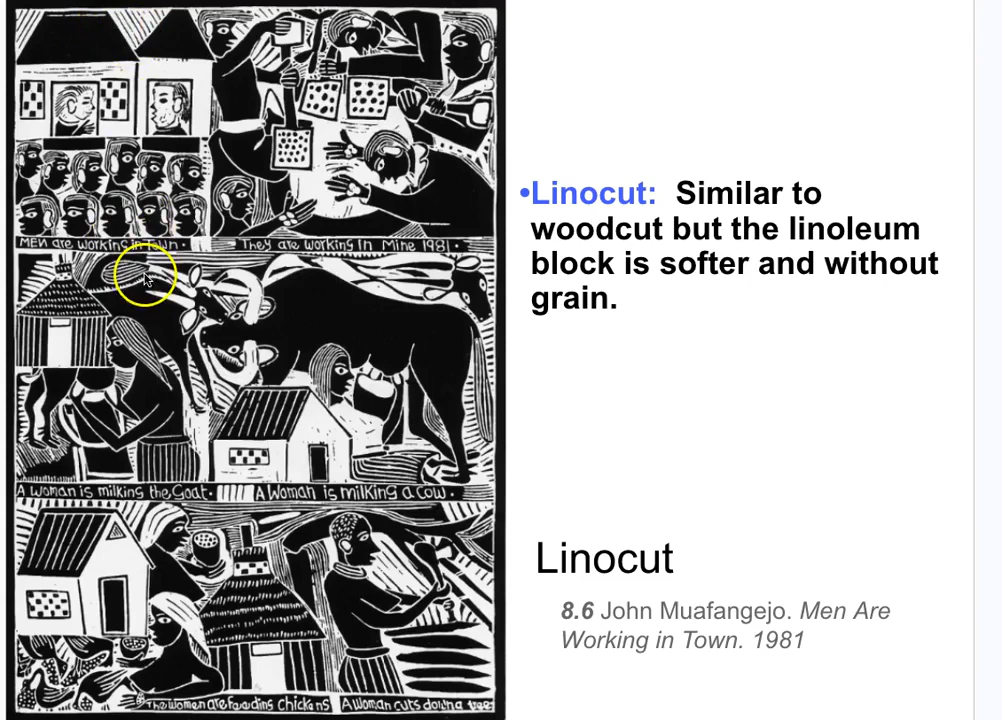 MEN are working in Town. They are working in Mine 1981.
A woman is milking the Goat. A Woman is milking a cow.
The women are feeding chickens A Woman cuts down a tree
•Linocut: Similar to
woodcut but the linoleum
block is softer and without
grain.
Linocut
8.6 John Muafangejo. Men Are
Working in Town. 1981